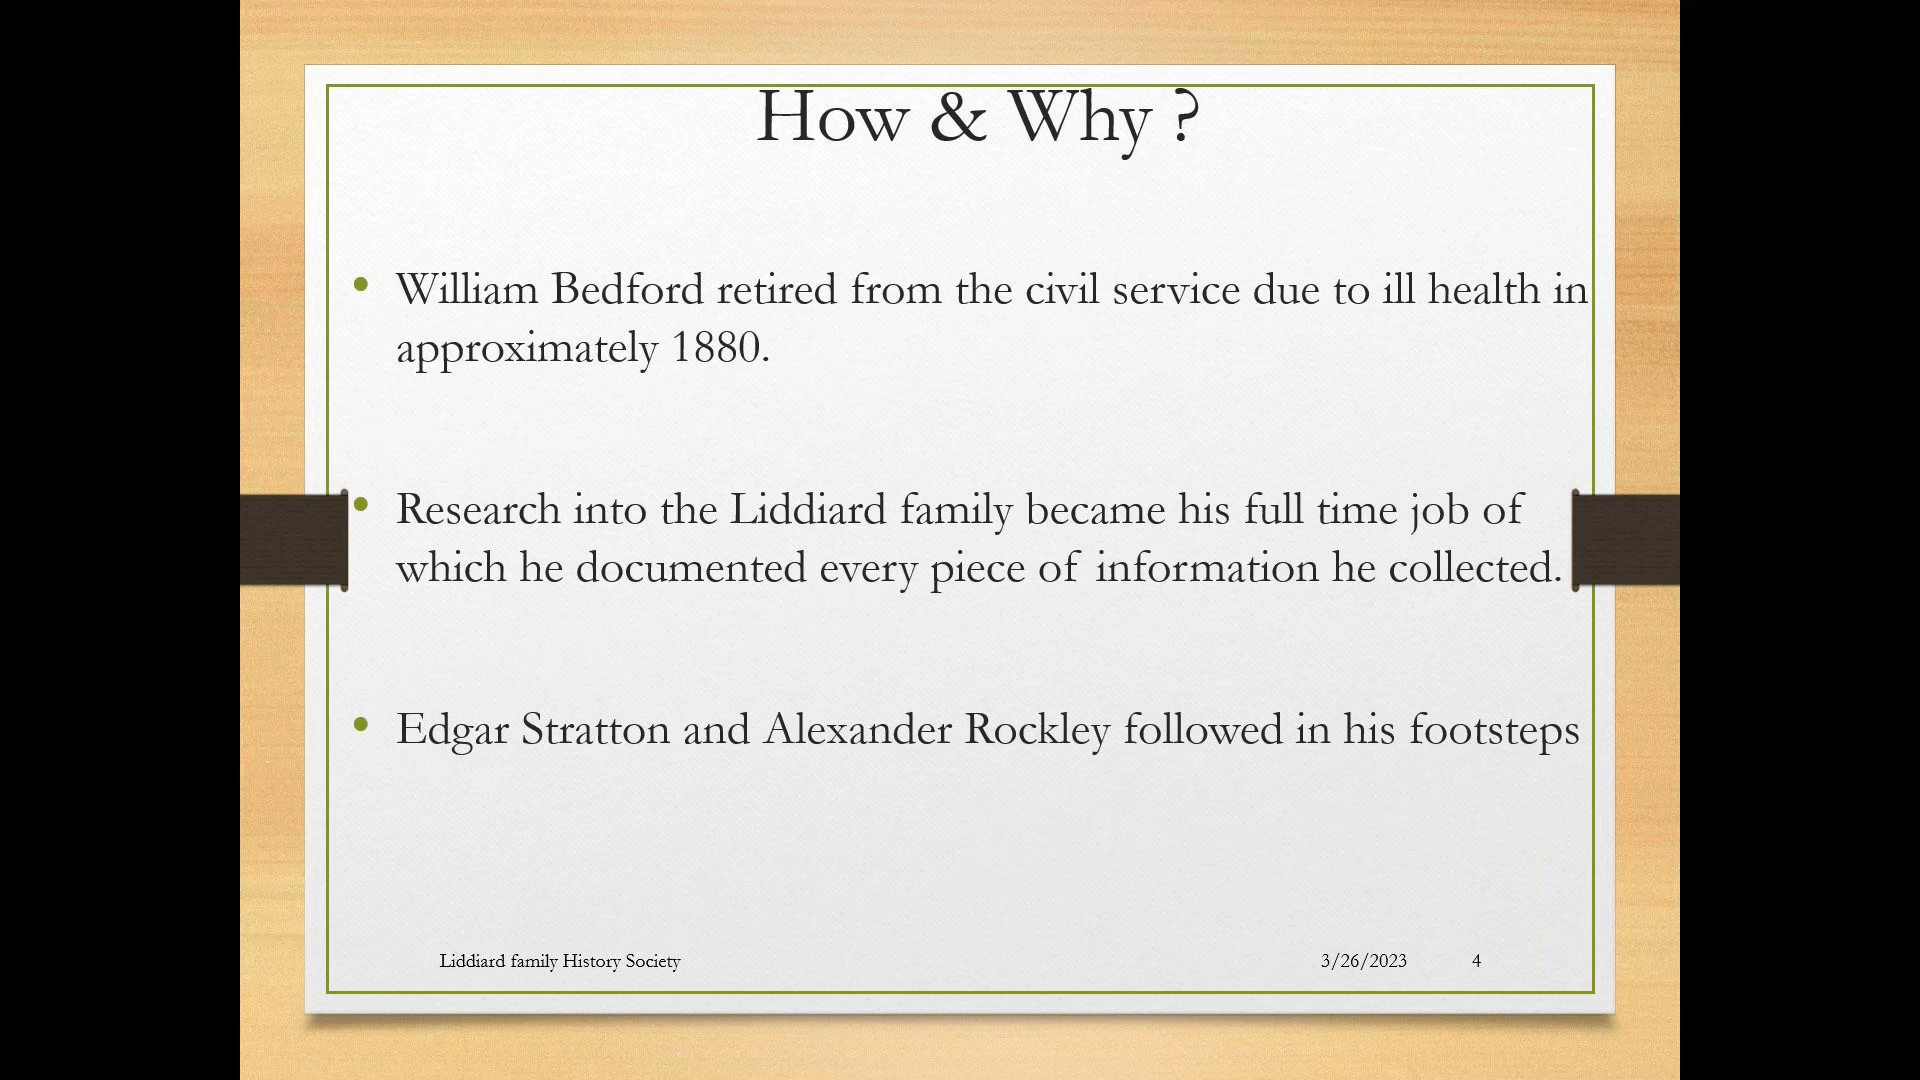 How & Why ?
• William Bedford retired from the civil service due to ill health in
approximately 1880.
• Research into the Liddiard family became his full time job of
which he documented every piece of information he collected.
• Edgar Stratton and Alexander Rockley followed in his footsteps
Liddiard family History Society 3/26/2023 4